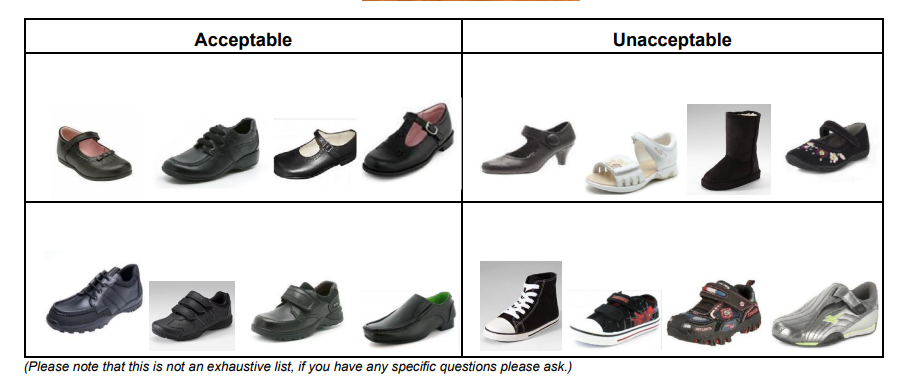 Acceptable
Unacceptable
(Please note that this is not an exhaustive list, if you have any specific questions please ask.)